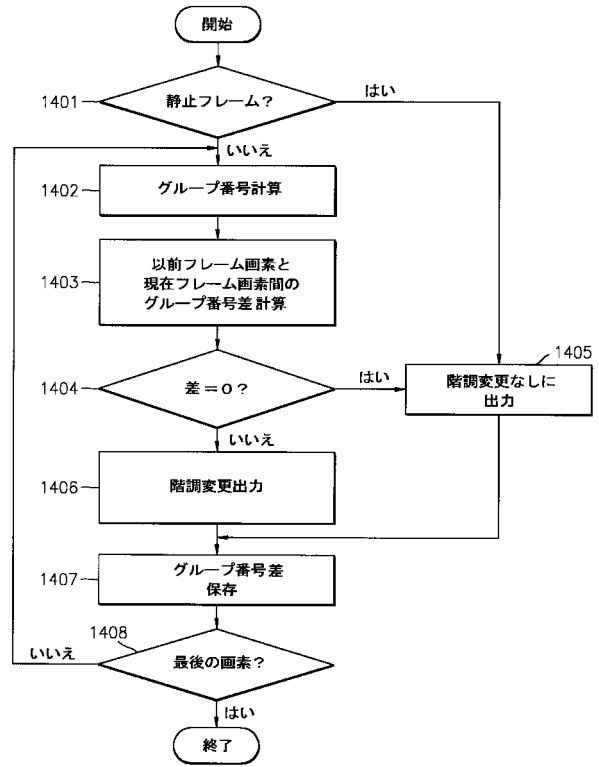 開始
1401
静止フレーム?
はい
いいえ
1402
グループ番号計算
1403
以前フレーム画素と
現在フレーム画素間の
グループ番号差計算
1404
差=0?
はい
1405
階調変更なしに
出力
いいえ
1406
階調変更出力
1407
グループ番号差
保存
1408
最後の画素?
いいえ
はい
終了